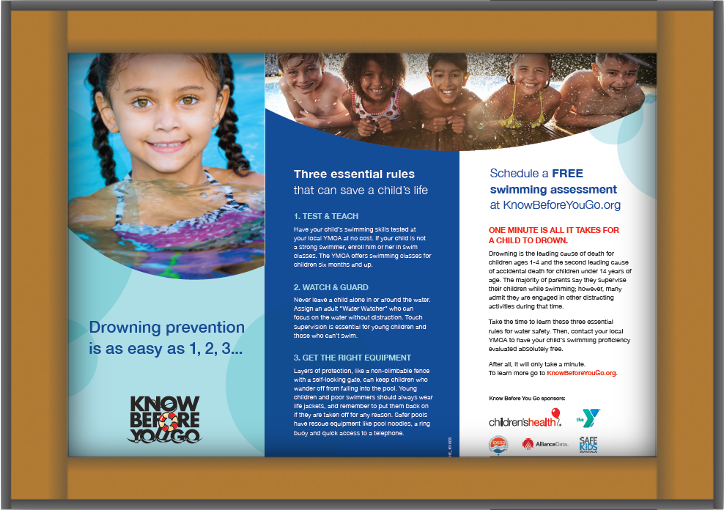 Drowning prevention
is as easy as 1, 2, 3...
KNOW
BEFORE
YOU GO
Three essential rules
that can save a child's life
1. TEST & TEACH
Have your child's swimming skills tested at
your local YMCA at no cost. If your child is not
a strong swimmer, enroll him or her in swim
classes. The YMCA offers swimming classes for
children six months and up.
2. WATCH & GUARD
Never leave a child alone in or around the water.
Assign an adult "Water Watcher" who can
focus on the water without distraction. Touch
supervision is essential for young children and
those who can't swim.
3. GET THE RIGHT EQUIPMENT
Layers of protection, like a non-climbable fence
with a self-locking gate, can keep children who
wander off from falling into the pool. Young
children and poor swimmers should always wear
life jackets, and remember to put them back on
if they are taken off for any reason. Safer pools
have rescue equipment like pool noodles, a ring
buoy and quick access to a telephone.
Schedule a FREE
swimming assessment
at KnowBeforeYouGo.org
ONE MINUTE IS ALL IT TAKES FOR
A CHILD TO DROWN.
Drowning is the leading cause of death for
children ages 1-4 and the second leading cause
of accidental death for children under 14 years of
age. The majority of parents say they supervise
their children while swimming; however, many
admit they are engaged in other distracting
activities during that time.
Take the time to learn these three essential
rules for water safety. Then, contact your local
YMCA to have your child's swimming proficiency
evaluated absolutely free.
After all, it will only take a minute.
To learn more go to KnowBeforeYouGo.org.
Know Before You Go sponsors:
children'shealth
the Y
AllianceData
SAFE
KIDS